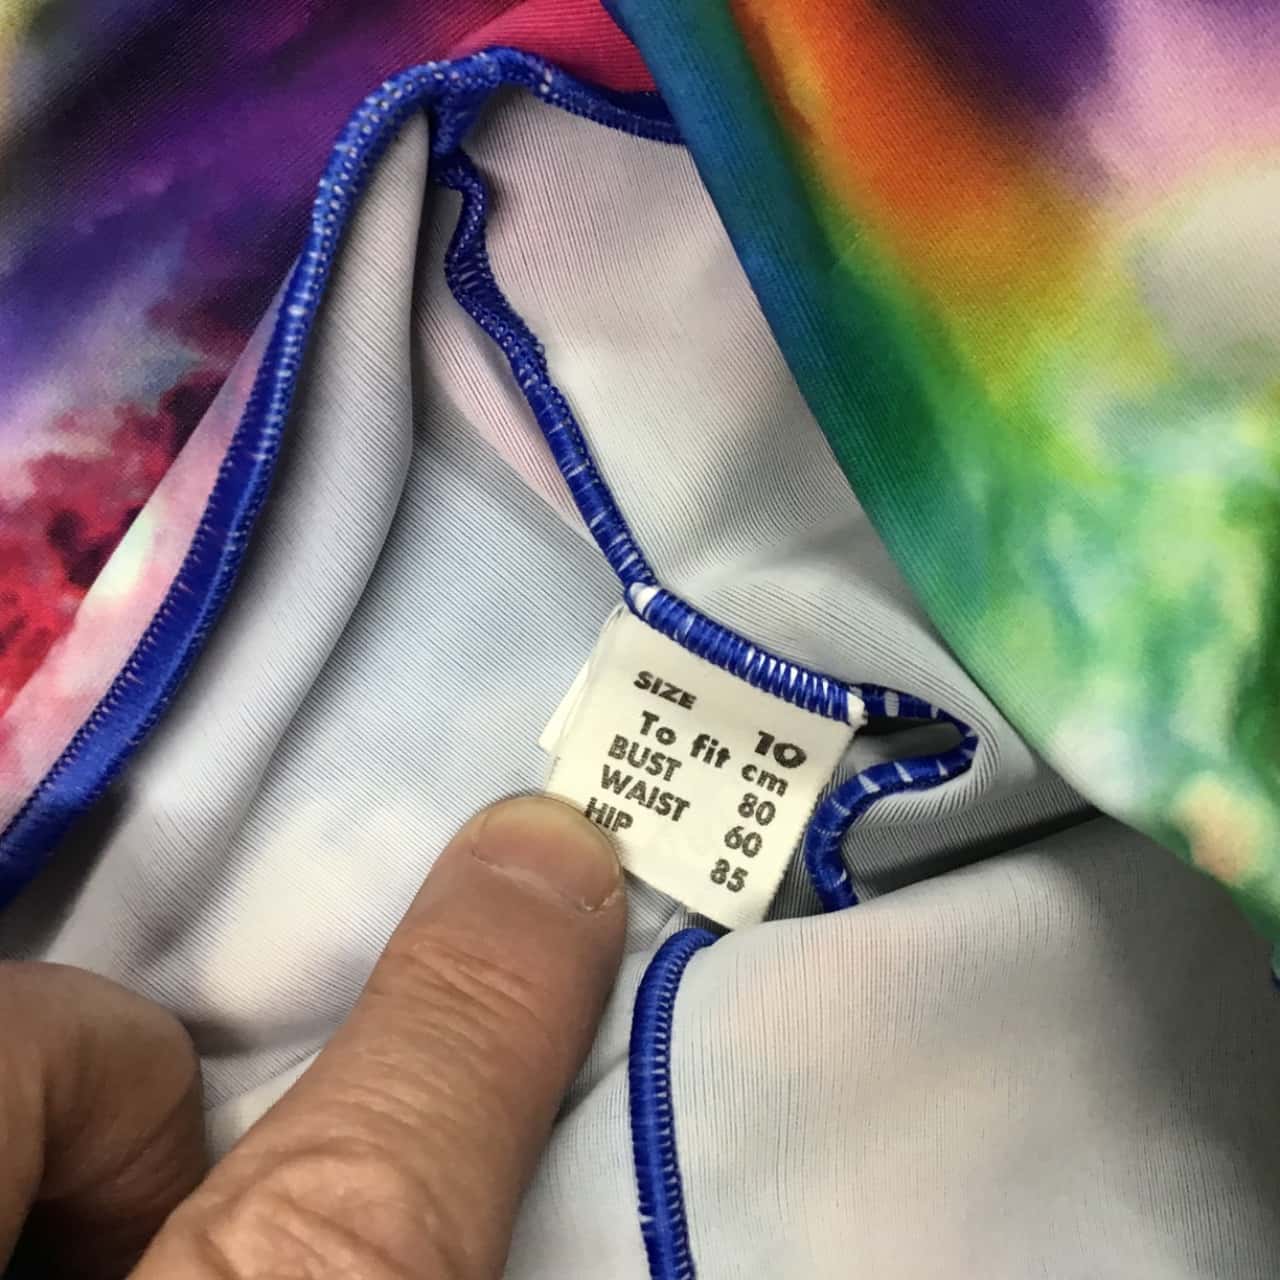 SIZE 10
To fit cm
BUST 80
WAIST 60
HIP 85